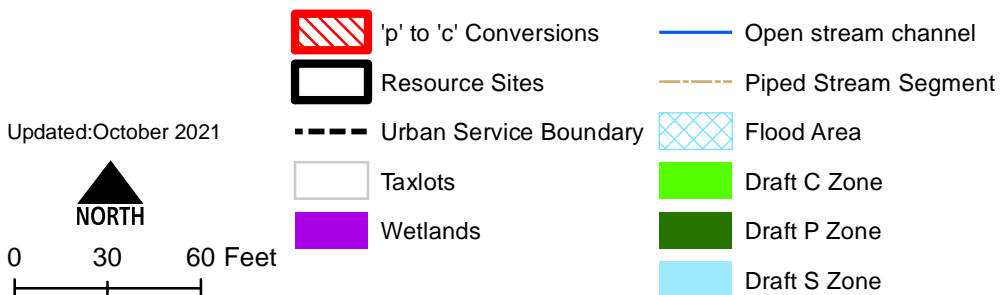 Updated:October 2021
NORTH
0 30 60 Feet
'p' to 'c' Conversions
Resource Sites
Urban Service Boundary
Taxlots
Wetlands
Open stream channel
Piped Stream Segment
Flood Area
Draft C Zone
Draft P Zone
Draft S Zone